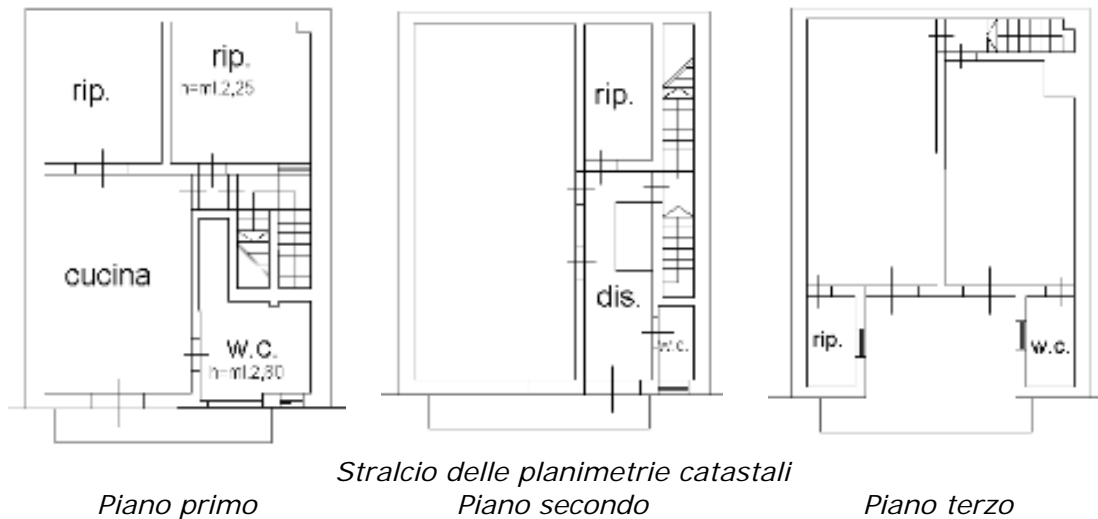 rip.
rip.
h=ml.2,25
cucina
w.c.
h=ml.2,30
rip.
dis.
w.c.
rip.
w.c.
Stralcio delle planimetrie catastali
Piano primo
Piano secondo
Piano terzo